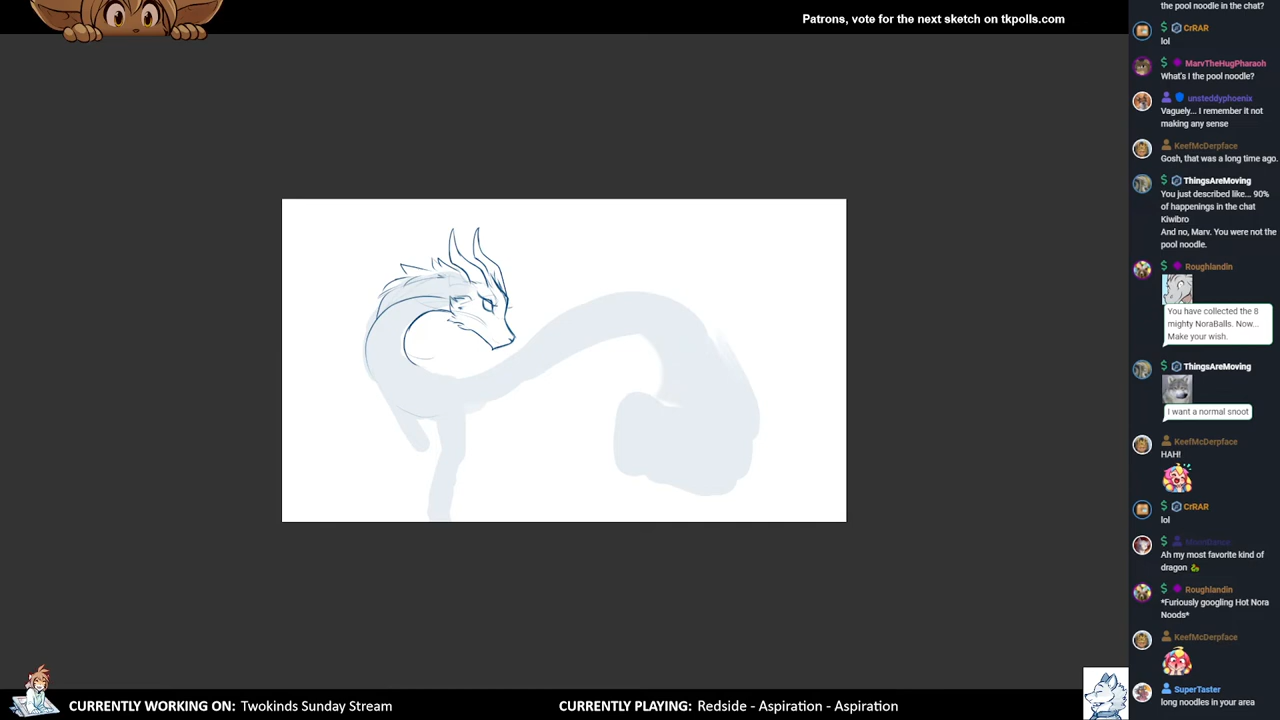 Patrons, vote for the next sketch on tkpolls.com
the pool noodle in the chat?
CrRAR
lol
MarvTheHugPharaoh
What's I the pool noodle?
unsteddyphoenix
Vaguely... I remember it not
making any sense
KeefMcDerpface
Gosh, that was a long time ago.
ThingsAreMoving
You just described like... 90%
of happenings in the chat
Kiwibro
And no, Marv. You were not the
pool noodle.
Roughlandin
You have collected the 8
mighty NoraBalls. Now...
Make your wish.
ThingsAreMoving
I want a normal snoot
KeefMcDerpface
HAH!
CrRAR
lol
Ah my most favorite kind of
dragon
Roughlandin
*Furiously googling Hot Nora
Noods*
KeefMcDerpface
SuperTaster
long noodles in your area
CURRENTLY WORKING ON: Twokinds Sunday Stream
CURRENTLY PLAYING: Redside - Aspiration - Aspiration